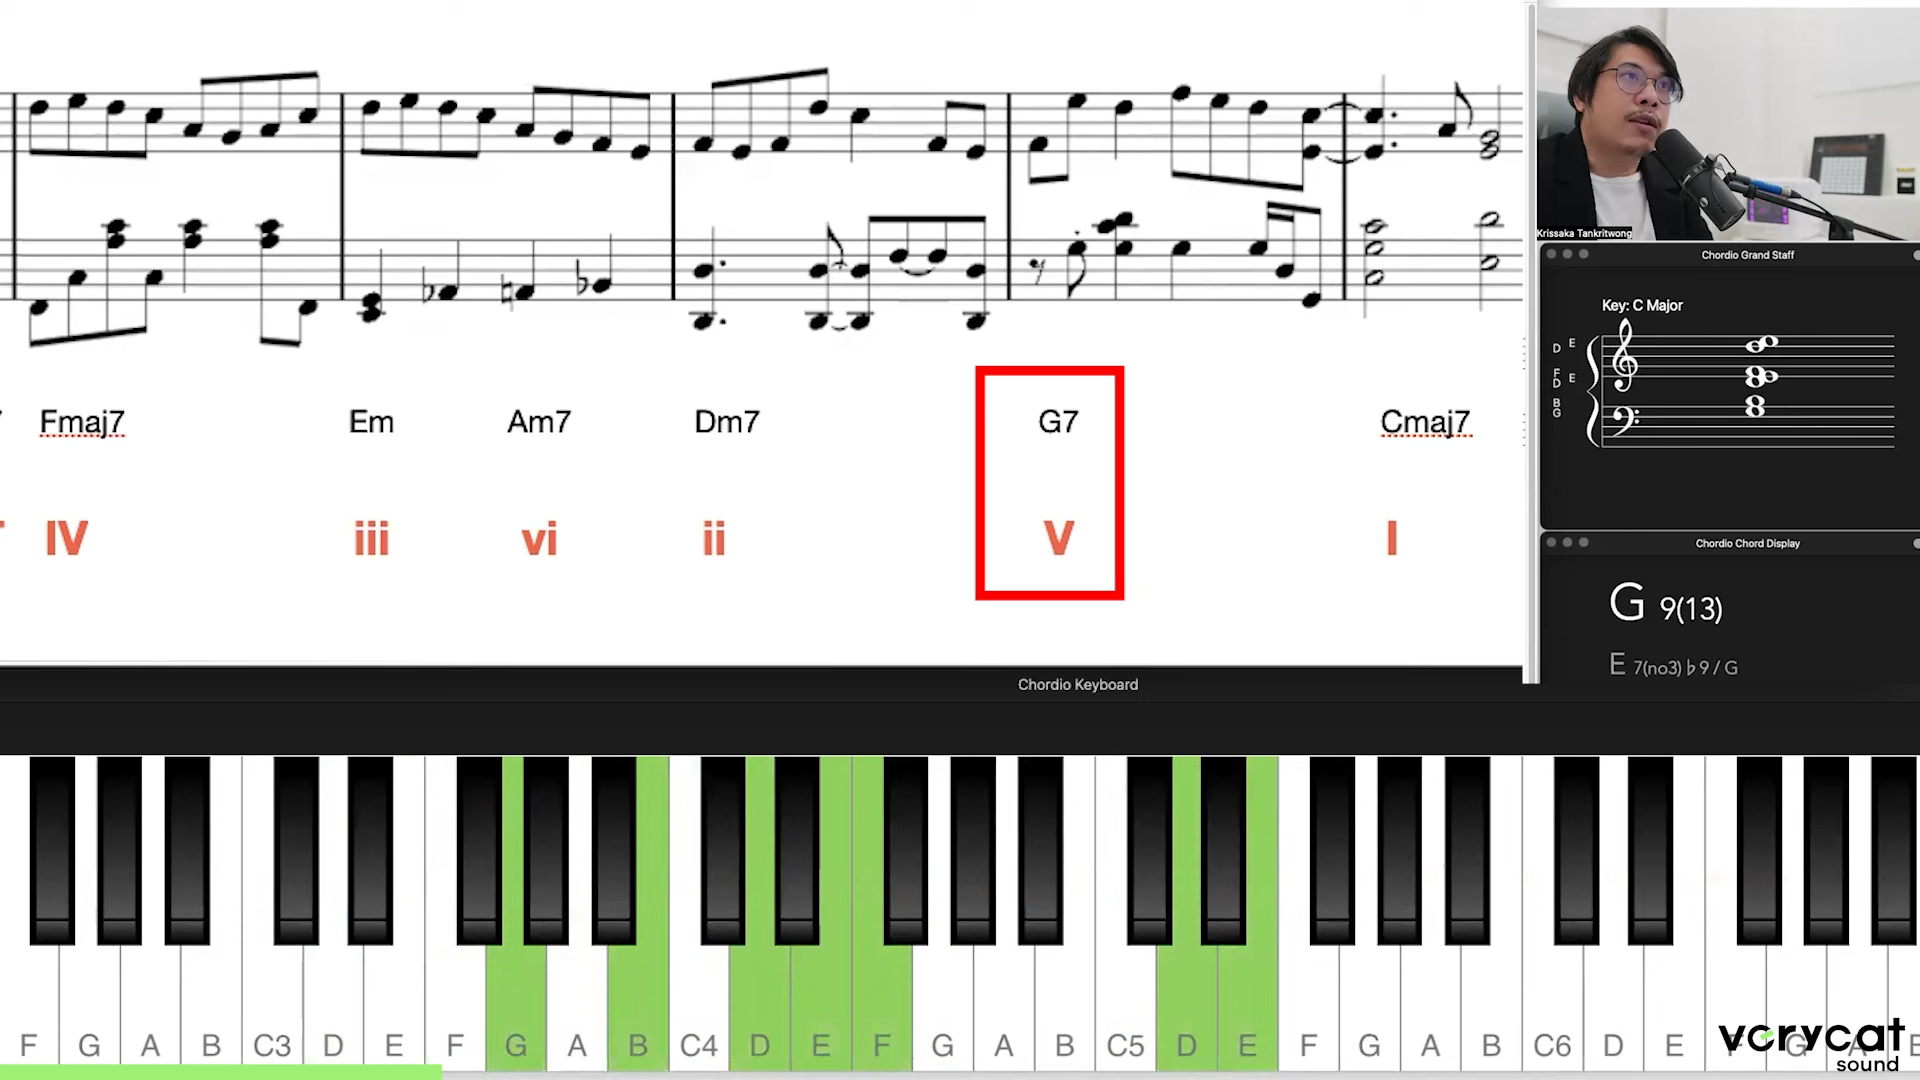 Krissaka Tankritwong
Chordio Grand Staff
Key: C Major
D E
F E
D
B
G
Fmaj7 Em Am7 Dm7 G7 Cmaj7
IV iii vi ii V I
Chordio Chord Display
G 9(13)
E 7(no3)♭9 / G
Chordio Keyboard
F G A B C3 D E F G A B C4 D E F G A B C5 D E F G A B C6 D E F G A
vorycat
sound